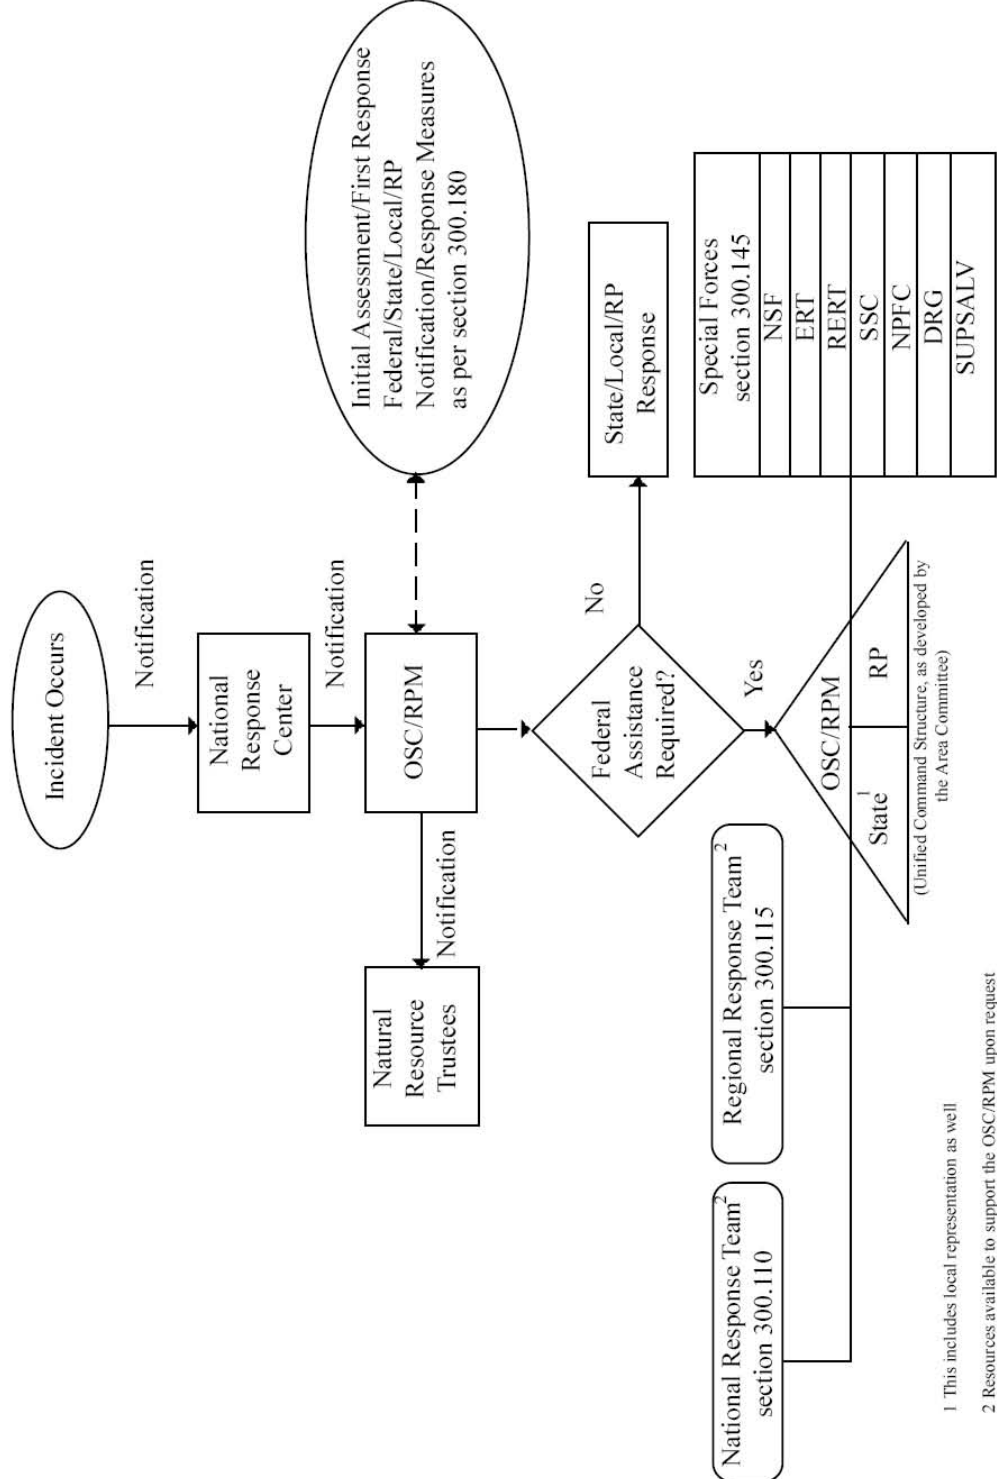 Incident Occurs
Notification
National
Response
Center
Notification
OSC/RPM
Initial Assessment/First Response
Federal/State/Local/RP
Notification/Response Measures
as per section 300.180
Notification
Natural
Resource
Trustees
Federal
Assistance
Required?
No
State/Local/RP
Response
Yes
OSC/RPM
State 1
RP
(Unified Command Structure, as developed by
the Area Committee)
National Response Team2
section 300.110
Regional Response Team2
section 300.115
Special Forces
section 300.145
NSF
ERT
RERT
SSC
NPFC
DRG
SUPSALV
1 This includes local representation as well
2 Resources available to support the OSC/RPM upon request